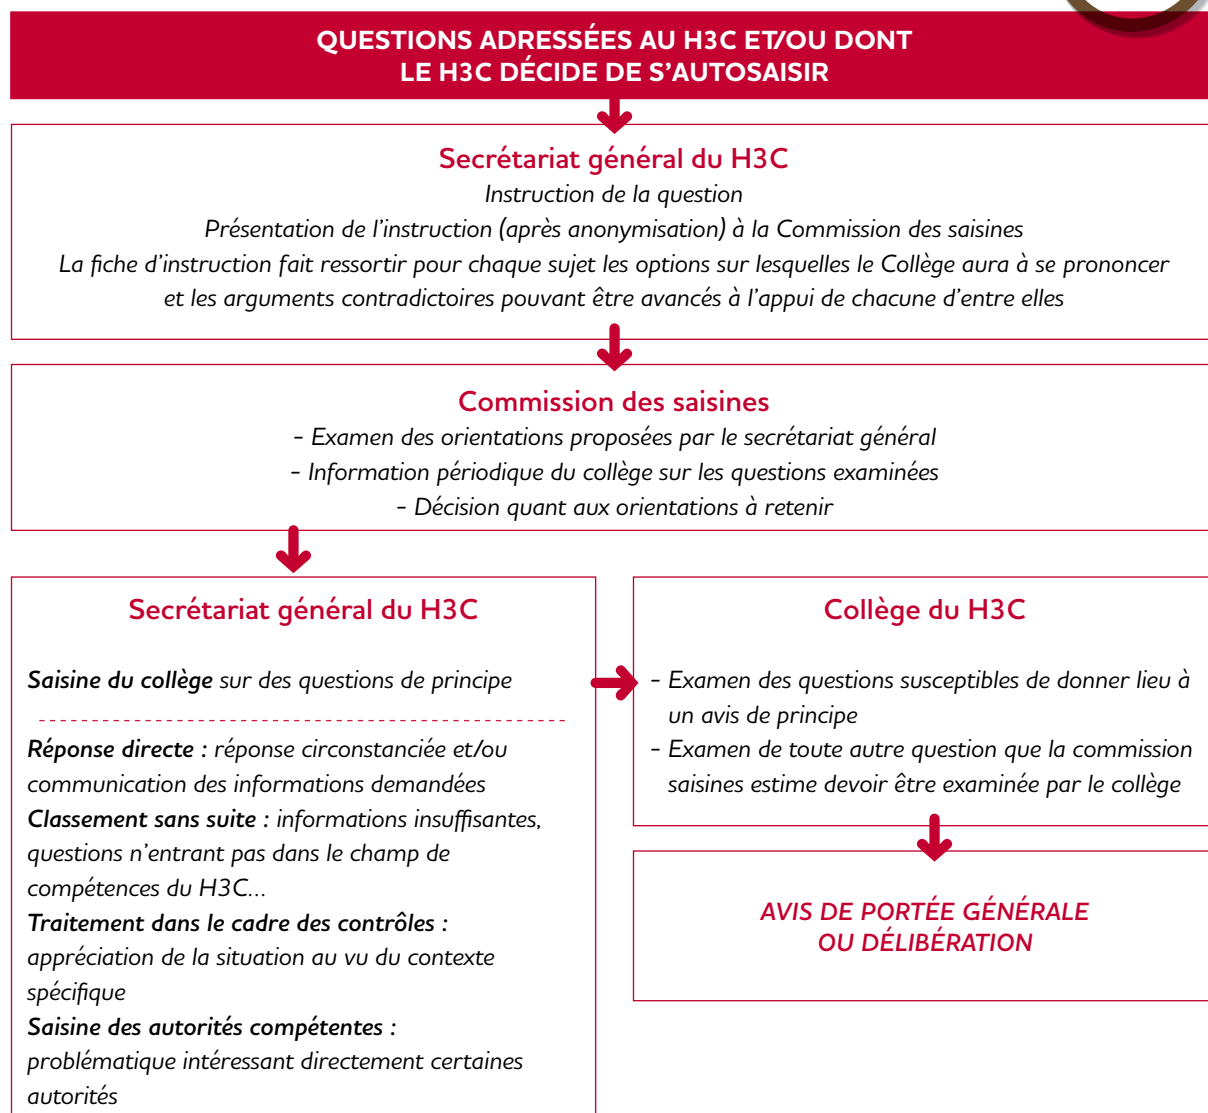 QUESTIONS ADRESSÉES AU H3C ET/OU DONT
LE H3C DÉCIDE DE S’AUTOSAISIR
Secrétariat général du H3C
Instruction de la question
Présentation de l’instruction (après anonymisation) à la Commission des saisines
La fiche d’instruction fait ressortir pour chaque sujet les options sur lesquelles le Collège aura à se prononcer
et les arguments contradictoires pouvant être avancés à l’appui de chacune d’entre elles
Commission des saisines
- Examen des orientations proposées par le secrétariat général
- Information périodique du collège sur les questions examinées
- Décision quant aux orientations à retenir
Secrétariat général du H3C
Saisine du collège sur des questions de principe
Réponse directe : réponse circonstanciée et/ou
communication des informations demandées
Classement sans suite : informations insuffisantes,
questions n’entrant pas dans le champ de
compétences du H3C...
Traitement dans le cadre des contrôles :
appréciation de la situation au vu du contexte
spécifique
Saisine des autorités compétentes :
problématique intéressant directement certaines
autorités
Collège du H3C
- Examen des questions susceptibles de donner lieu à
un avis de principe
- Examen de toute autre question que la commission
saisines estime devoir être examinée par le collège
AVIS DE PORTÉE GÉNÉRALE
OU DÉLIBÉRATION